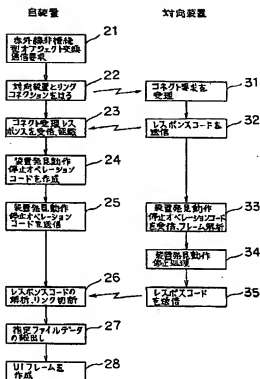 自装置
対向装置
21
赤外線非接続
型オブジェクト交換
通信要求
22
対向装置とリンク
コネクションをはる
31
コネクト要求を
受理
23
コネクト受理レス
ポンスを受信、認識
32
レスポンスコードを
送信
24
装置発見動作
停止オペレーション
コードを作成
25
装置発見動作
停止オペレーション
コードを送信
33
装置発見動作
停止オペレーションコード
を受信、フレーム解析
34
装置発見動作
停止処理
26
レスポンスコードの
解析、リンク切断
35
レスポンスコード
を送信
27
指定ファイルデータ
の読出し
28
UIフレームを
作成